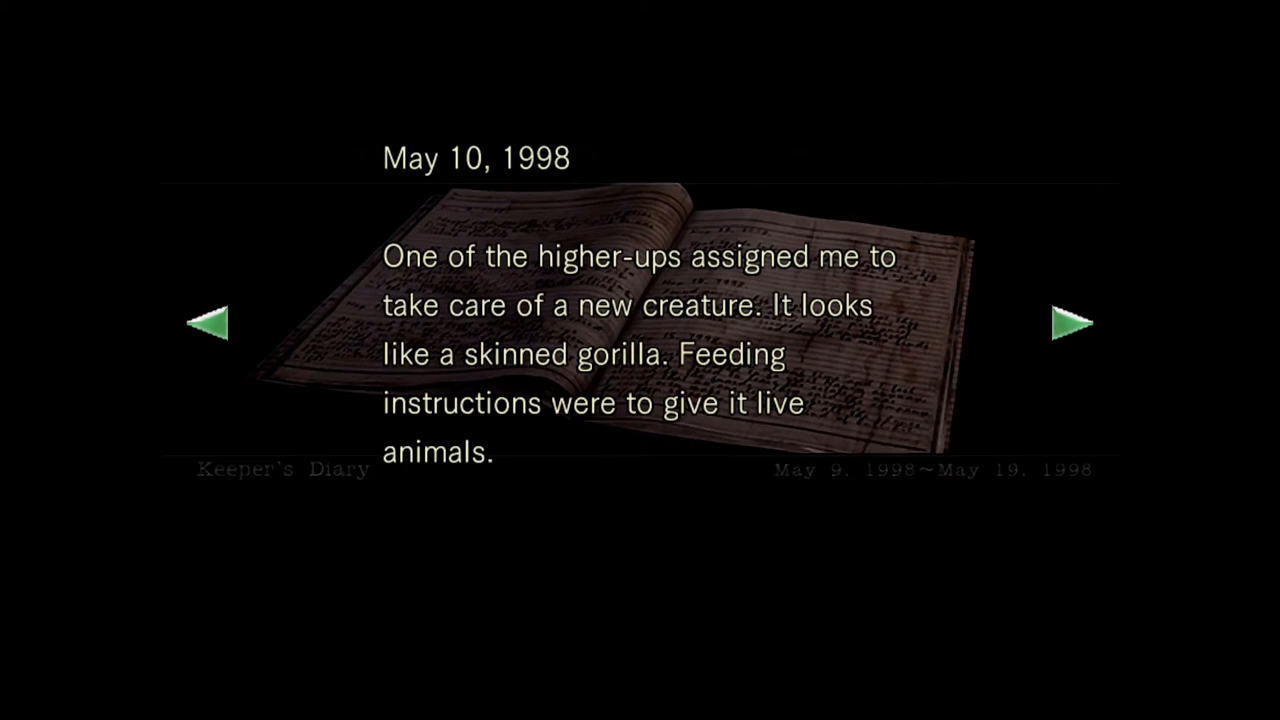 May 10, 1998
One of the higher-ups assigned me to
take care of a new creature. It looks
like a skinned gorilla. Feeding
instructions were to give it live
animals.
Keeper's Diary
May 9. 1998~May 19. 1998